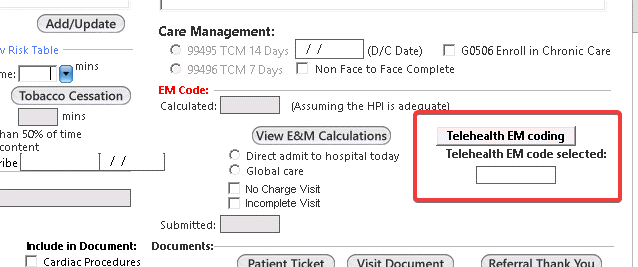 Add/Update
Care Management:
v Risk Table
99495 TCM 14 Days / / (D/C Date) G0506 Enroll in Chronic Care
me: mins
99496 TCM 7 Days Non Face to Face Complete
Tobacco Cessation
EM Code:
Calculated: (Assuming the HPI is adequate)
mins
han 50% of time
content
View E&M Calculations
Telehealth EM coding
ribe / /
Direct admit to hospital today
Telehealth EM code selected:
Global care
No Charge Visit
Incomplete Visit
Submitted:
Include in Document:
Documents:
Cardiac Procedures
Patient Ticket
Visit Document
Referral Thank You